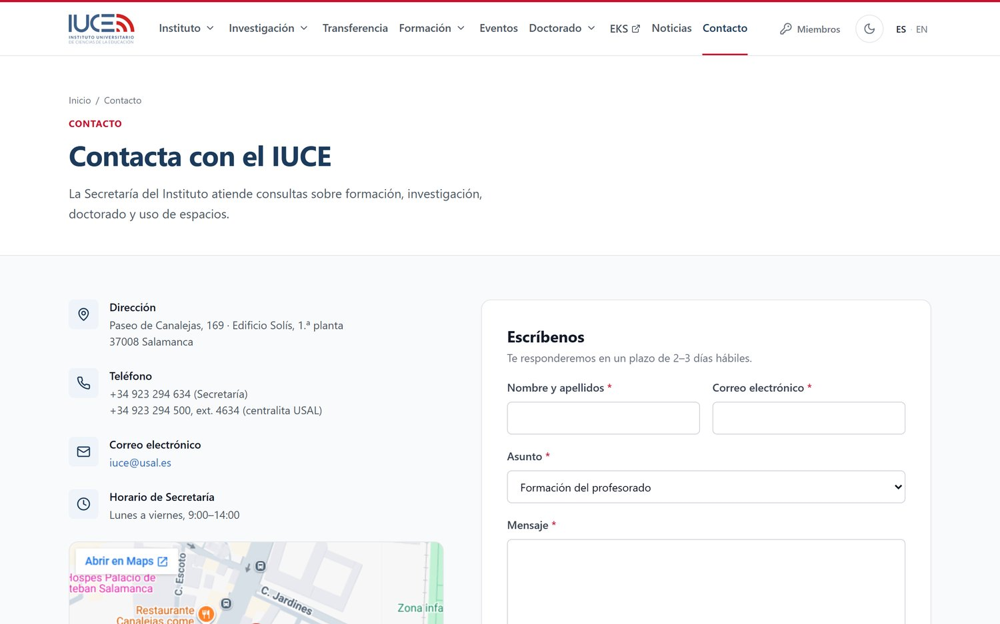 IUCE
INSTITUTO UNIVERSITARIO
DE CIENCIAS DE LA EDUCACIÓN
Instituto
Investigación
Transferencia
Formación
Eventos
Doctorado
EKS
Noticias
Contacto
Miembros
ES · EN
Inicio / Contacto
CONTACTO
Contacta con el IUCE
La Secretaría del Instituto atiende consultas sobre formación, investigación,
doctorado y uso de espacios.
Dirección
Paseo de Canalejas, 169 · Edificio Solís, 1.ª planta
37008 Salamanca
Teléfono
+34 923 294 634 (Secretaría)
+34 923 294 500, ext. 4634 (centralita USAL)
Correo electrónico
iuce@usal.es
Horario de Secretaría
Lunes a viernes, 9:00–14:00
Abrir en Maps
Hospes Palacio de
teban Salamanca
C. Escoto
C. Jardines
Restaurante
Canalejas come
Zona infa
Escríbenos
Te responderemos en un plazo de 2–3 días hábiles.
Nombre y apellidos *
Correo electrónico *
Asunto *
Formación del profesorado
Mensaje *